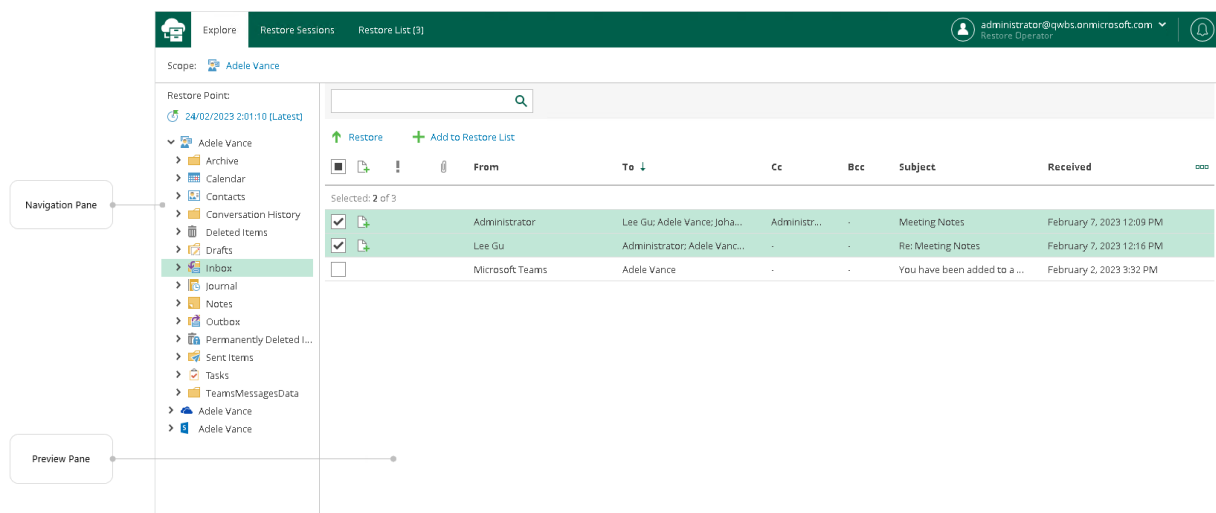 Explore Restore Sessions Restore List (3) administrator@qwbs.onmicrosoft.com
Restore Operator
Scope: Adele Vance
Restore Point:
24/02/2023 2:01:10 (Latest)
Adele Vance
Archive
Calendar
Contacts
Conversation History
Deleted Items
Drafts
Inbox
Journal
Notes
Outbox
Permanently Deleted I...
Sent Items
Tasks
TeamsMessagesData
Adele Vance
Adele Vance
Navigation Pane
Preview Pane
Restore Add to Restore List
From To Cc Bcc Subject Received
Selected: 2 of 3
Administrator Lee Gu; Adele Vance; Joha... Administr... - Meeting Notes February 7, 2023 12:09 PM
Lee Gu Administrator; Adele Vanc... - - Re: Meeting Notes February 7, 2023 12:16 PM
Microsoft Teams Adele Vance - - You have been added to a ... February 2, 2023 3:32 PM